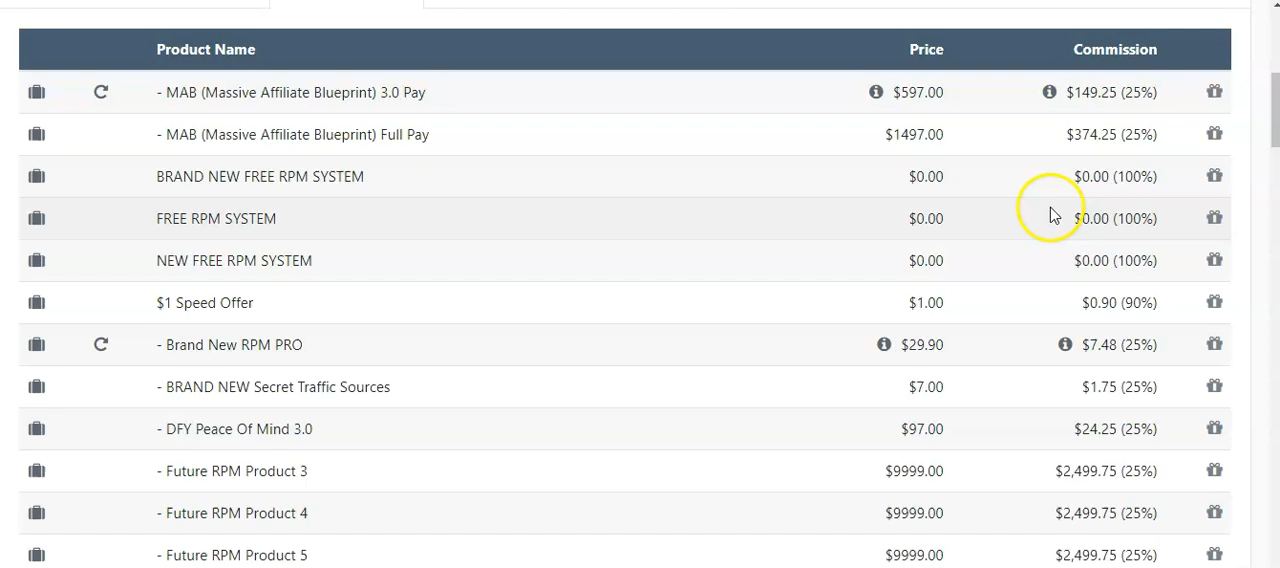 Product Name Price Commission
- MAB (Massive Affiliate Blueprint) 3.0 Pay $597.00 $149.25 (25%)
- MAB (Massive Affiliate Blueprint) Full Pay $1497.00 $374.25 (25%)
BRAND NEW FREE RPM SYSTEM $0.00 $0.00 (100%)
FREE RPM SYSTEM $0.00 $0.00 (100%)
NEW FREE RPM SYSTEM $0.00 $0.00 (100%)
$1 Speed Offer $1.00 $0.90 (90%)
- Brand New RPM PRO $29.90 $7.48 (25%)
- BRAND NEW Secret Traffic Sources $7.00 $1.75 (25%)
- DFY Peace Of Mind 3.0 $97.00 $24.25 (25%)
- Future RPM Product 3 $9999.00 $2,499.75 (25%)
- Future RPM Product 4 $9999.00 $2,499.75 (25%)
- Future RPM Product 5 $9999.00 $2,499.75 (25%)